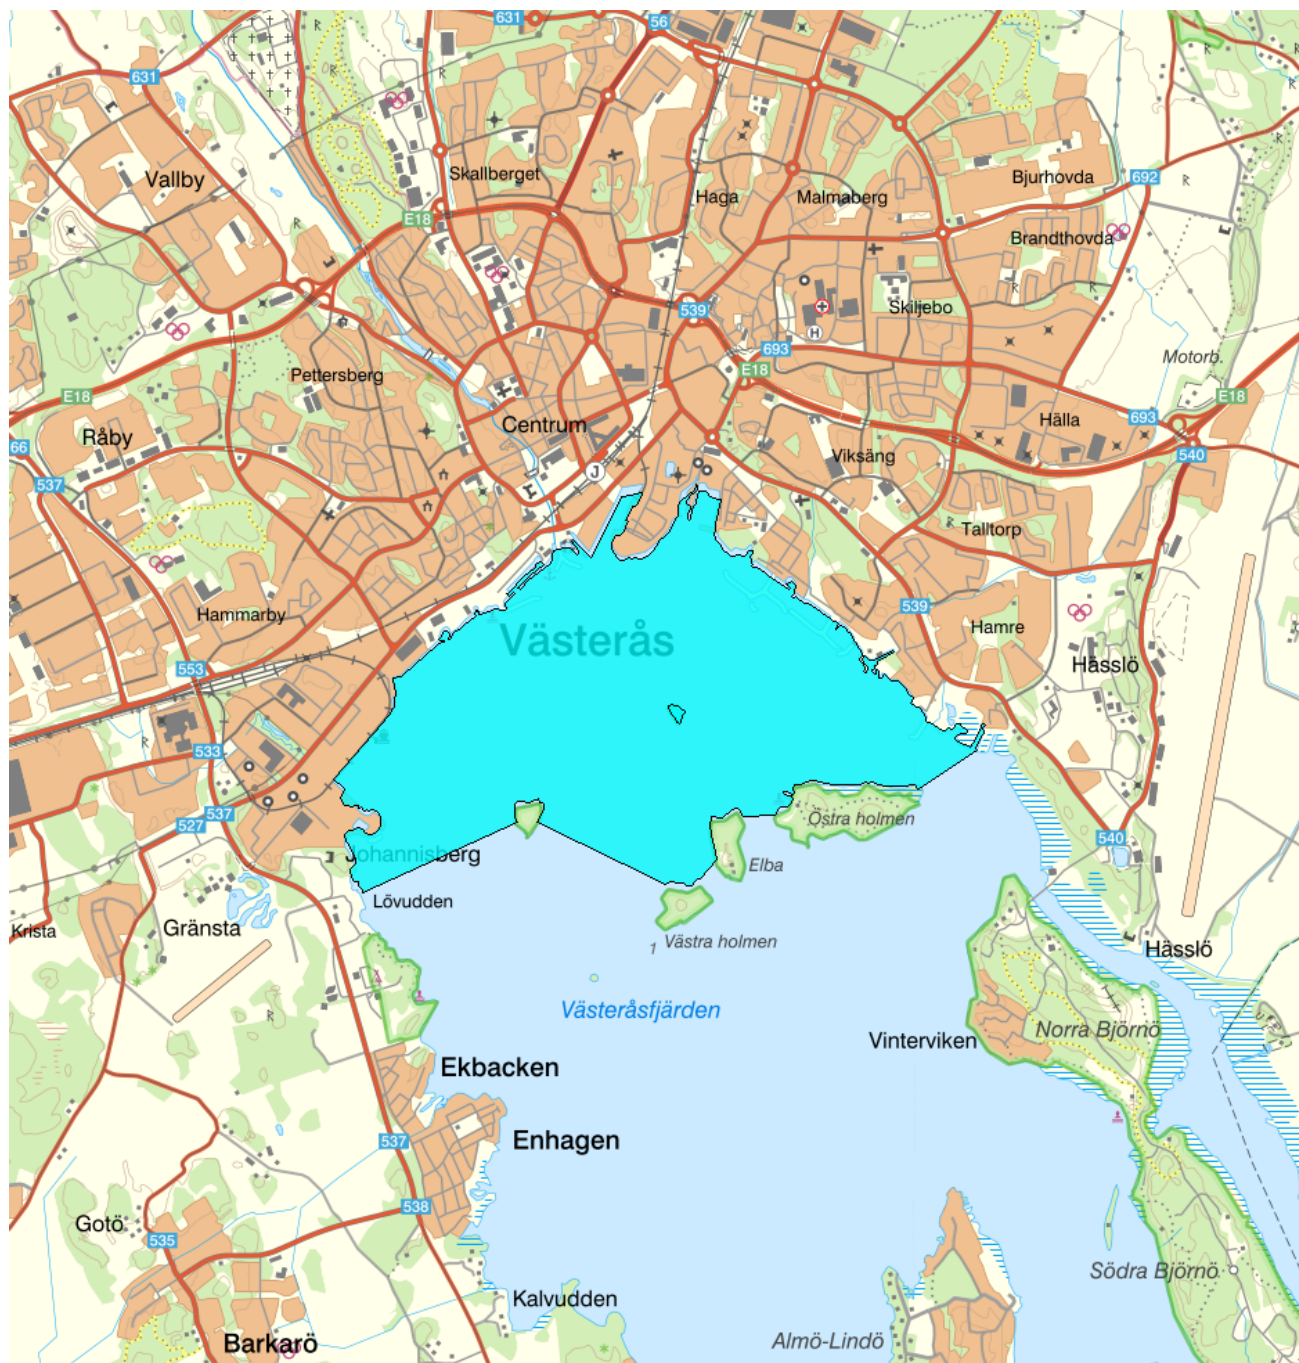 631
56
631
Vallby
Skallberget
Haga
Malmaberg
Bjurhovda
692
E18
Brandthovda
Skiljebo
539
H
693
E18
Motorb.
Pettersberg
E18
E18
Råby
Centrum
Hälla
693
66
J
Viksäng
540
537
Talltorp
Hammarby
539
Hamre
Västerås
553
Hässlö
533
537
527
Östra holmen
540
Johannisberg
Elba
Lövudden
Gränsta
Krista
1
Västra holmen
Hässlö
Västeråsfjärden
Norra Björnö
Vinterviken
Ekbacken
537
Enhagen
538
Gotö
535
Södra Björnö
Kalvudden
Barkarö
Almö-Lindö